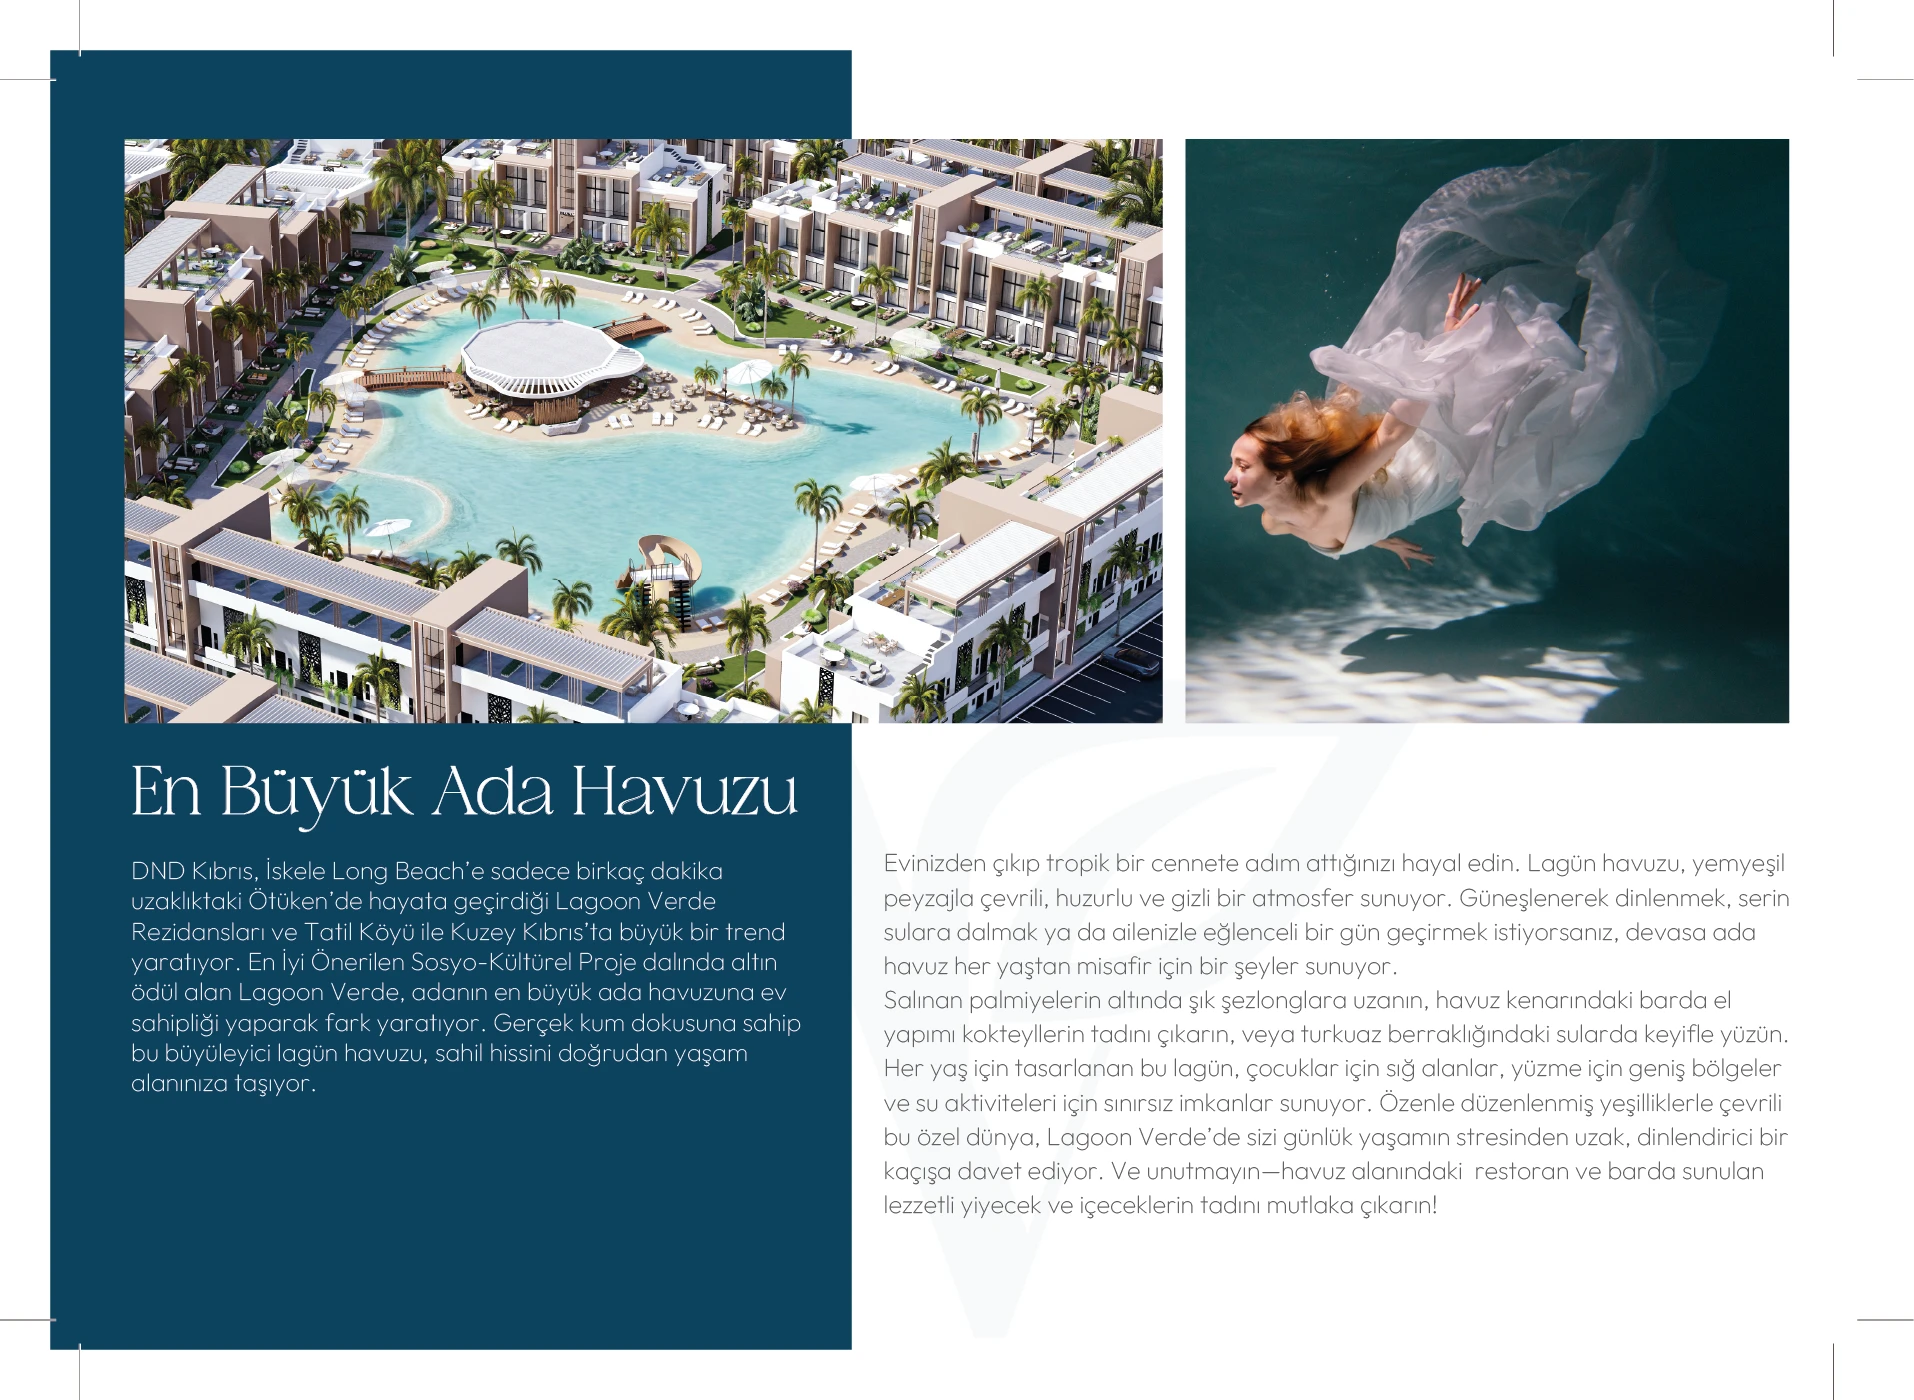 En Büyük Ada Havuzu
DND Kıbrıs, İskele Long Beach’e sadece birkaç dakika
uzaklıktaki Ötüken’de hayata geçirdiği Lagoon Verde
Rezidansları ve Tatil Köyü ile Kuzey Kıbrıs’ta büyük bir trend
yaratıyor. En İyi Önerilen Sosyo-Kültürel Proje dalında altın
ödül alan Lagoon Verde, adanın en büyük ada havuzuna ev
sahipliği yaparak fark yaratıyor. Gerçek kum dokusuna sahip
bu büyüleyici lagün havuzu, sahil hissini doğrudan yaşam
alanınıza taşıyor.
Evinizden çıkıp tropik bir cennete adım attığınızı hayal edin. Lagün havuzu, yemyeşil
peyzajla çevrili, huzurlu ve gizli bir atmosfer sunuyor. Güneşlenerek dinlenmek, serin
sulara dalmak ya da ailenizle eğlenceli bir gün geçirmek istiyorsanız, devasa ada
havuz her yaştan misafir için bir şeyler sunuyor.
Salınan palmiyelerin altında şık şezlonglara uzanın, havuz kenarındaki barda el
yapımı kokteyllerin tadını çıkarın, veya turkuaz berraklığındaki sularda keyifle yüzün.
Her yaş için tasarlanan bu lagün, çocuklar için sığ alanlar, yüzme için geniş bölgeler
ve su aktiviteleri için sınırsız imkanlar sunuyor. Özenle düzenlenmiş yeşilliklerle çevrili
bu özel dünya, Lagoon Verde’de sizi günlük yaşamın stresinden uzak, dinlendirici bir
kaçışa davet ediyor. Ve unutmayın—havuz alanındaki  restoran ve barda sunulan
lezzetli yiyecek ve içeceklerin tadını mutlaka çıkarın!